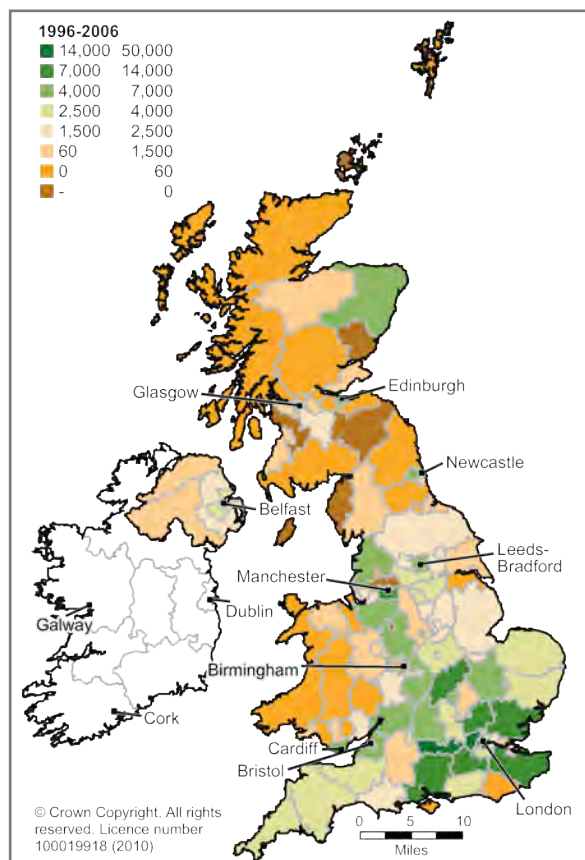 1996-2006
14,000 50,000
7,000 14,000
4,000 7,000
2,500 4,000
1,500 2,500
60 1,500
0 60
- 0
Glasgow
Edinburgh
Newcastle
Belfast
Leeds-
Bradford
Manchester
Galway
Dublin
Birmingham
Cork
Cardiff
Bristol
London
© Crown Copyright. All rights
reserved. Licence number
100019918 (2010)
0 5 10
Miles